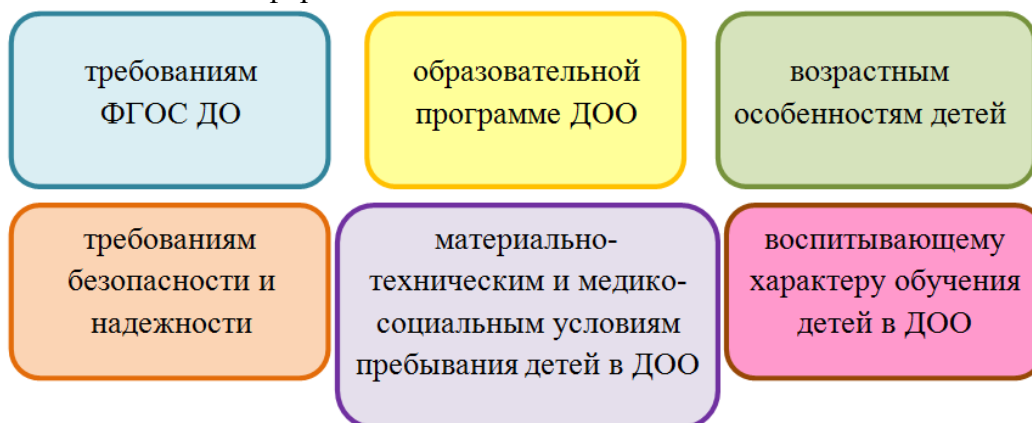 требованиям
ФГОС ДО
образовательной
программе ДОО
возрастным
особенностям детей
требованиям
безопасности и
надежности
материально-
техническим и медико-
социальным условиям
пребывания детей в ДОО
воспитывающему
характеру обучения
детей в ДОО